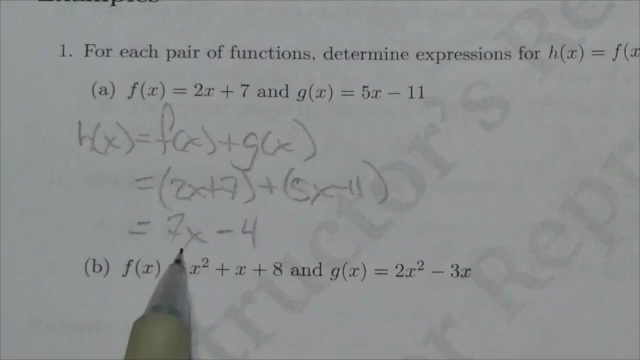 Examples
1. For each pair of functions, determine expressions for h(x) = f(x
(a) f(x) = 2x + 7 and g(x) = 5x − 11
h(x) = f(x) + g(x)
= (2x+7) + (5x−11)
= 7x − 4
(b) f(x) x² + x + 8 and g(x) = 2x² − 3x